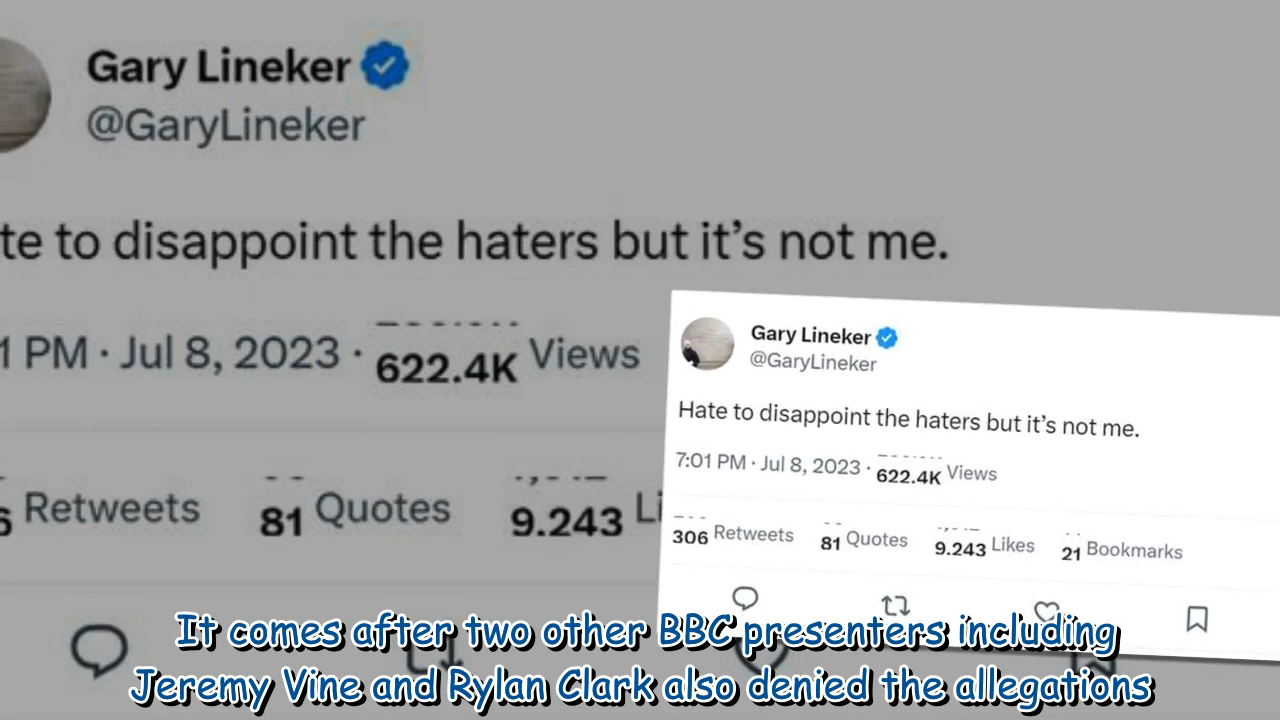 Gary Lineker
@GaryLineker
te to disappoint the haters but it's not me.
1 PM · Jul 8, 2023 · 622.4K Views
6 Retweets 81 Quotes 9.243 Li
Gary Lineker
@GaryLineker
Hate to disappoint the haters but it's not me.
7:01 PM · Jul 8, 2023 · 622.4K Views
306 Retweets 81 Quotes 9.243 Likes 21 Bookmarks
It comes after two other BBC presenters including
Jeremy Vine and Rylan Clark also denied the allegations